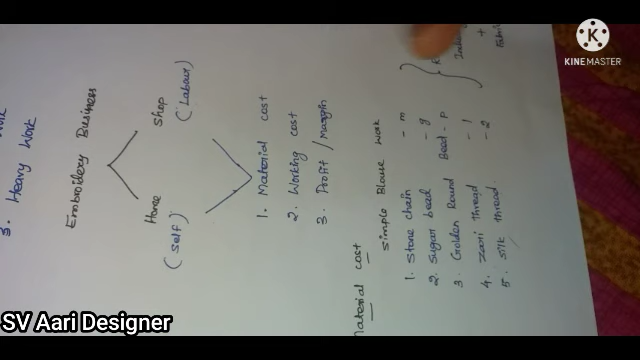 3. Heavy Work
Embroidery Business
Home shop
(self) (Labour)
1. Material cost
2. Working cost
3. Profit / Margin
Material cost
simple Blouse work
1. Stone chain - m
2. Sugar bead - g
3. Golden Round Bead - P
4. zari thread - 1
5. silk thread - 2
+
KINEMASTER
SV Aari Designer